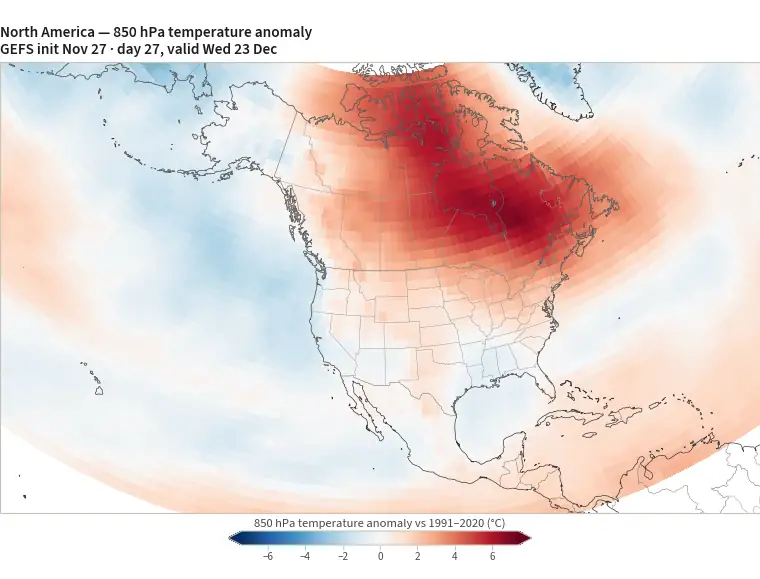 North America — 850 hPa temperature anomaly
GEFS init Nov 27 · day 27, valid Wed 23 Dec
850 hPa temperature anomaly vs 1991–2020 (°C)
−6 −4 −2 0 2 4 6